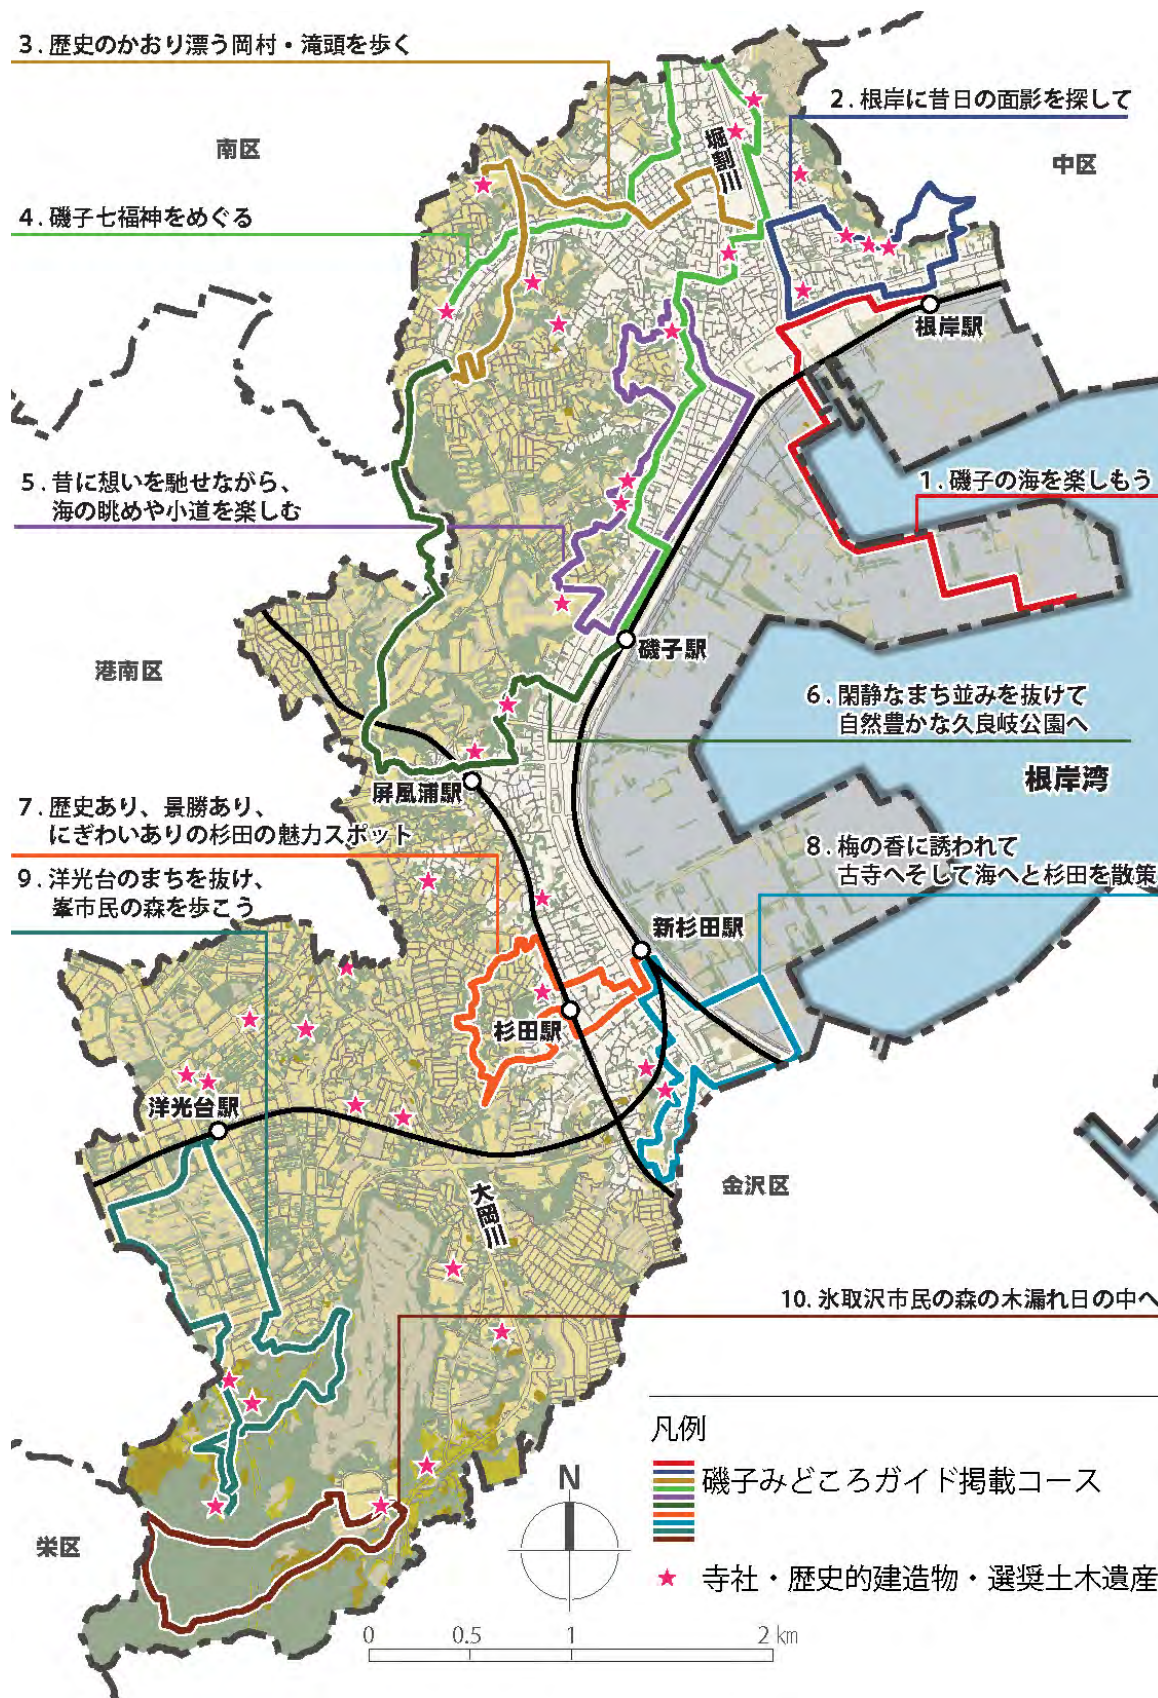 3. 歴史のかおり漂う岡村・滝頭を歩く
2. 根岸に昔日の面影を探して
堀割川
南区
中区
4. 磯子七福神をめぐる
根岸駅
5. 昔に想いを馳せながら、
海の眺めや小道を楽しむ
1. 磯子の海を楽しもう
磯子駅
港南区
6. 閑静なまち並みを抜けて
自然豊かな久良岐公園へ
根岸湾
屏風浦駅
7. 歴史あり、景勝あり、
にぎわいありの杉田の魅力スポット
8. 梅の香に誘われて
古寺へそして海へと杉田を散策
9. 洋光台のまちを抜け、
峯市民の森を歩こう
新杉田駅
杉田駅
洋光台駅
金沢区
大岡川
10. 氷取沢市民の森の木漏れ日の中へ
凡例
磯子みどころガイド掲載コース
N
栄区
寺社・歴史的建造物・選奨土木遺産
0 0.5 1 2 km